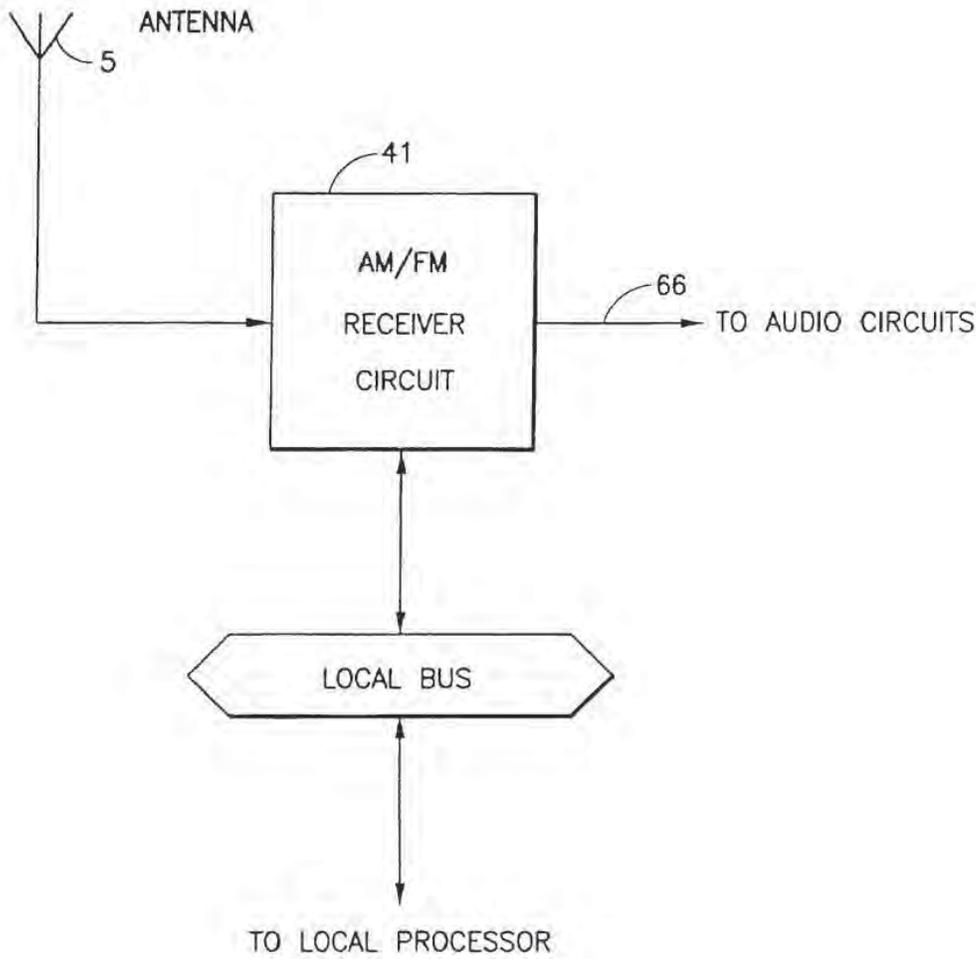 ANTENNA
5
41
AM/FM
RECEIVER
CIRCUIT
66
TO AUDIO CIRCUITS
LOCAL BUS
TO LOCAL PROCESSOR